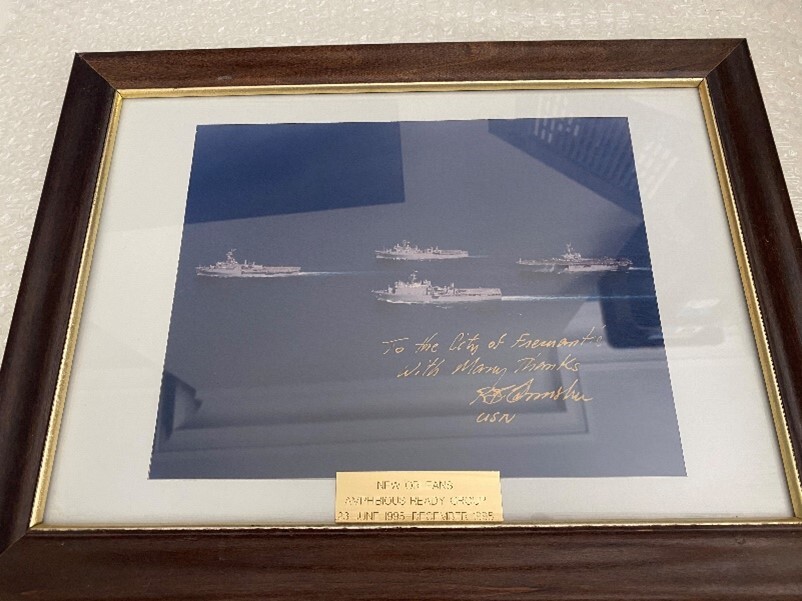 To the City of Fremantle
With Many Thanks
USN
NEW ORLEANS
AMPHIBIOUS READY GROUP
23 JUNE 1995-DECEMBER 1995